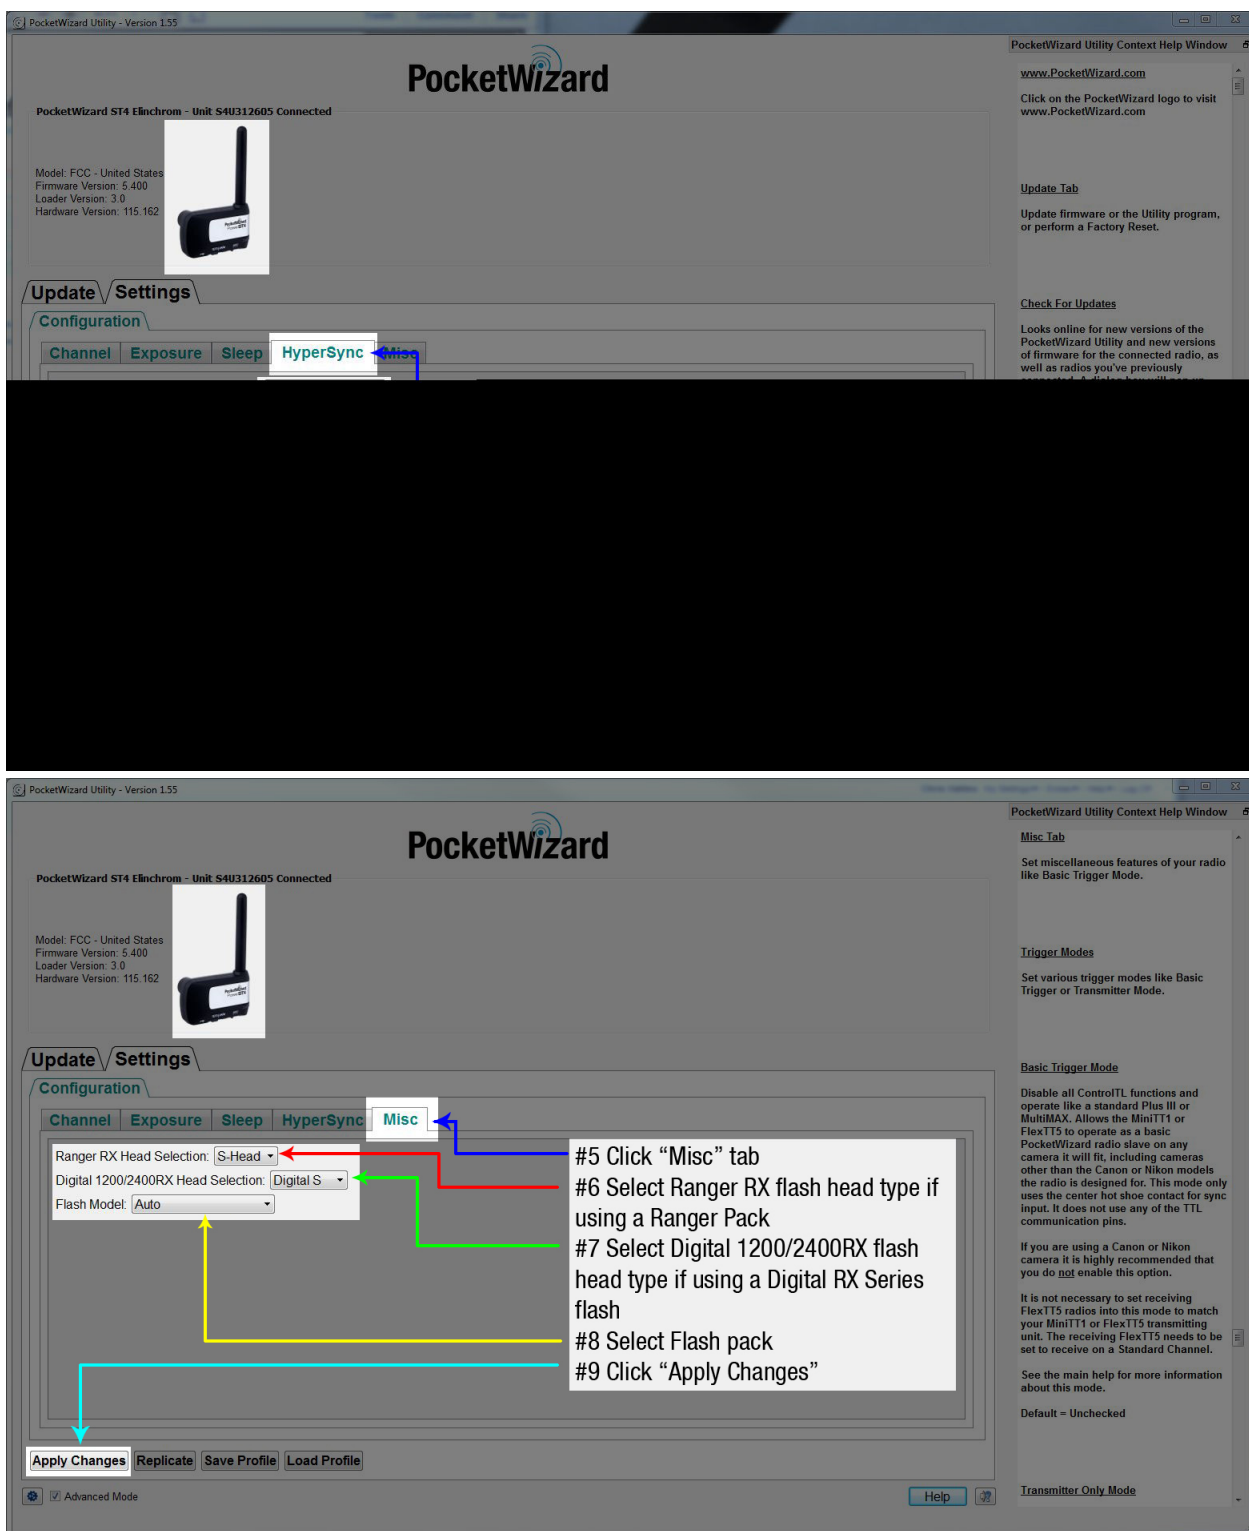 PocketWizard Utility - Version 1.55
PocketWizard Utility Context Help Window
PocketWizard
www.PocketWizard.com
Click on the PocketWizard logo to visit
www.PocketWizard.com
PocketWizard ST4 Elinchrom - Unit S4U312605 Connected
Model: FCC - United States
Firmware Version: 5.400
Loader Version: 3.0
Hardware Version: 115.162
Update Tab
Update firmware or the Utility program,
or perform a Factory Reset.
Update
Settings
Configuration
Channel
Exposure
Sleep
HyperSync
Misc
Check For Updates
Looks online for new versions of the
PocketWizard Utility and new versions
of firmware for the connected radio, as
well as radios you've previously
PocketWizard Utility - Version 1.55
PocketWizard Utility Context Help Window
PocketWizard
Misc Tab
Set miscellaneous features of your radio
like Basic Trigger Mode.
PocketWizard ST4 Elinchrom - Unit S4U312605 Connected
Model: FCC - United States
Firmware Version: 5.400
Loader Version: 3.0
Hardware Version: 115.162
Trigger Modes
Set various trigger modes like Basic
Trigger or Transmitter Mode.
Update
Settings
Configuration
Channel
Exposure
Sleep
HyperSync
Misc
Ranger RX Head Selection: S-Head
Digital 1200/2400RX Head Selection: Digital S
Flash Model: Auto
#5 Click “Misc” tab
#6 Select Ranger RX flash head type if
using a Ranger Pack
#7 Select Digital 1200/2400RX flash
head type if using a Digital RX Series
flash
#8 Select Flash pack
#9 Click “Apply Changes”
Basic Trigger Mode
Disable all ControlTL functions and
operate like a standard Plus III or
MultiMAX. Allows the MiniTT1 or
FlexTT5 to operate as a basic
PocketWizard radio slave on any
camera it will fit, including cameras
other than the Canon or Nikon models
the radio is designed for. This mode only
uses the center hot shoe contact for sync
input. It does not use any of the TTL
communication pins.
If you are using a Canon or Nikon
camera it is highly recommended that
you do not enable this option.
It is not necessary to set receiving
FlexTT5 radios into this mode to match
your MiniTT1 or FlexTT5 transmitting
unit. The receiving FlexTT5 needs to be
set to receive on a Standard Channel.
See the main help for more information
about this mode.
Default = Unchecked
Apply Changes
Replicate
Save Profile
Load Profile
Advanced Mode
Help
Transmitter Only Mode